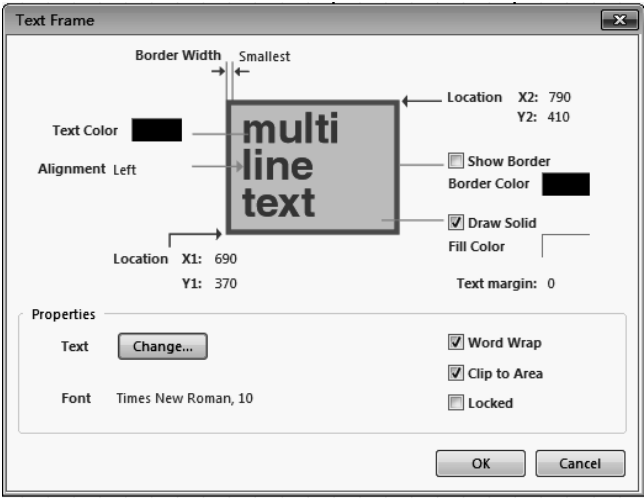 Text Frame
Border Width Smallest
Location X2: 790
Y2: 410
Text Color
multi
line
text
Alignment Left
Show Border
Border Color
Draw Solid
Fill Color
Location X1: 690
Y1: 370
Text margin: 0
Properties
Text Change...
Word Wrap
Clip to Area
Font Times New Roman, 10
Locked
OK Cancel